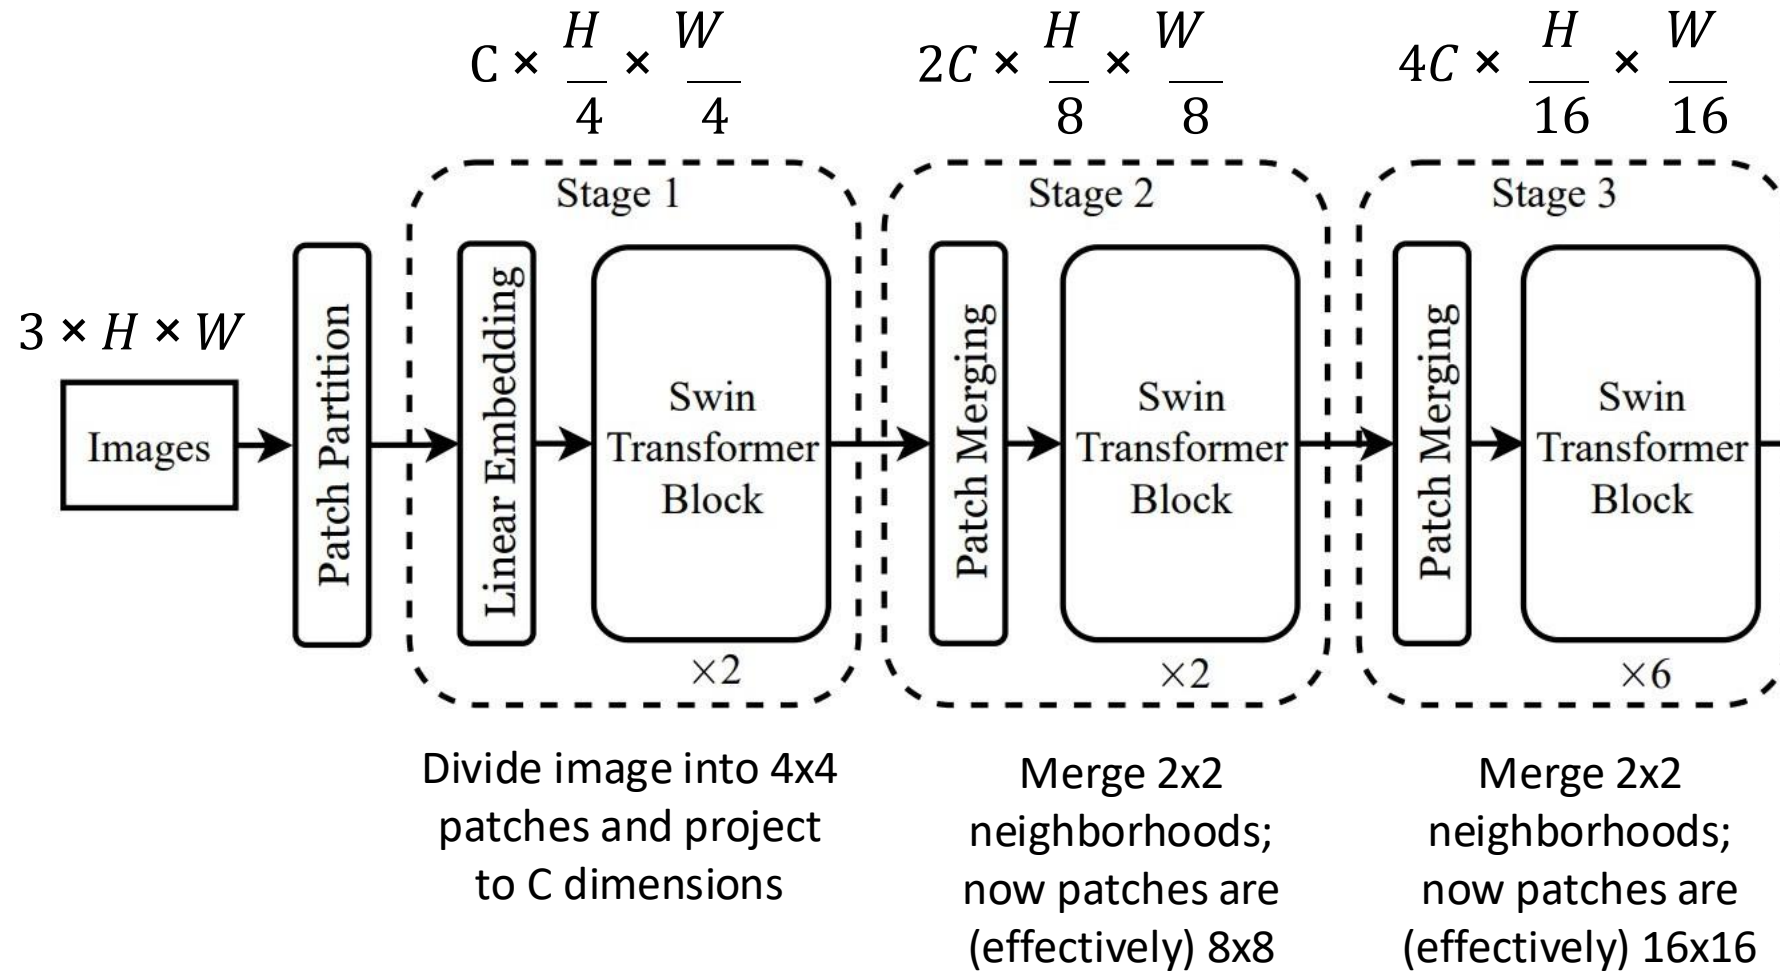 C × H/4 × W/4
2C × H/8 × W/8
4C × H/16 × W/16
3 × H × W
Images
Patch Partition
Stage 1
Linear Embedding
Swin
Transformer
Block
×2
Stage 2
Patch Merging
Swin
Transformer
Block
×2
Stage 3
Patch Merging
Swin
Transformer
Block
×6
Divide image into 4x4
patches and project
to C dimensions
Merge 2x2
neighborhoods;
now patches are
(effectively) 8x8
Merge 2x2
neighborhoods;
now patches are
(effectively) 16x16